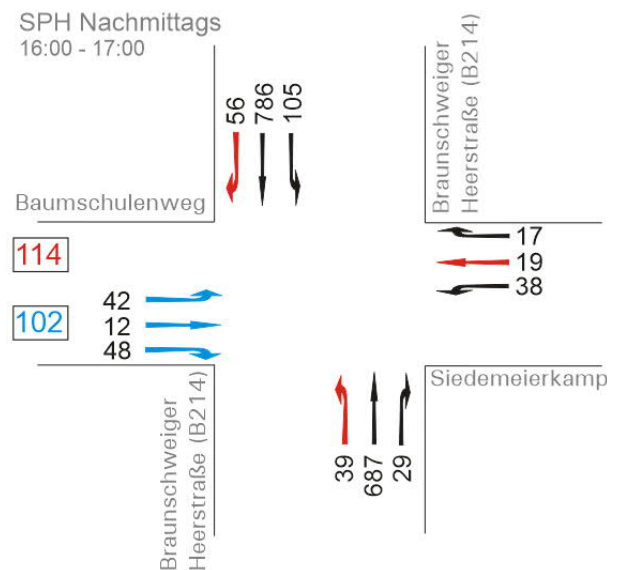 SPH Nachmittags
16:00 - 17:00
56
786
105
Braunschweiger
Heerstraße (B214)
Baumschulenweg
114
17
19
38
102
42
12
48
Siedemeierkamp
Braunschweiger
Heerstraße (B214)
39
687
29